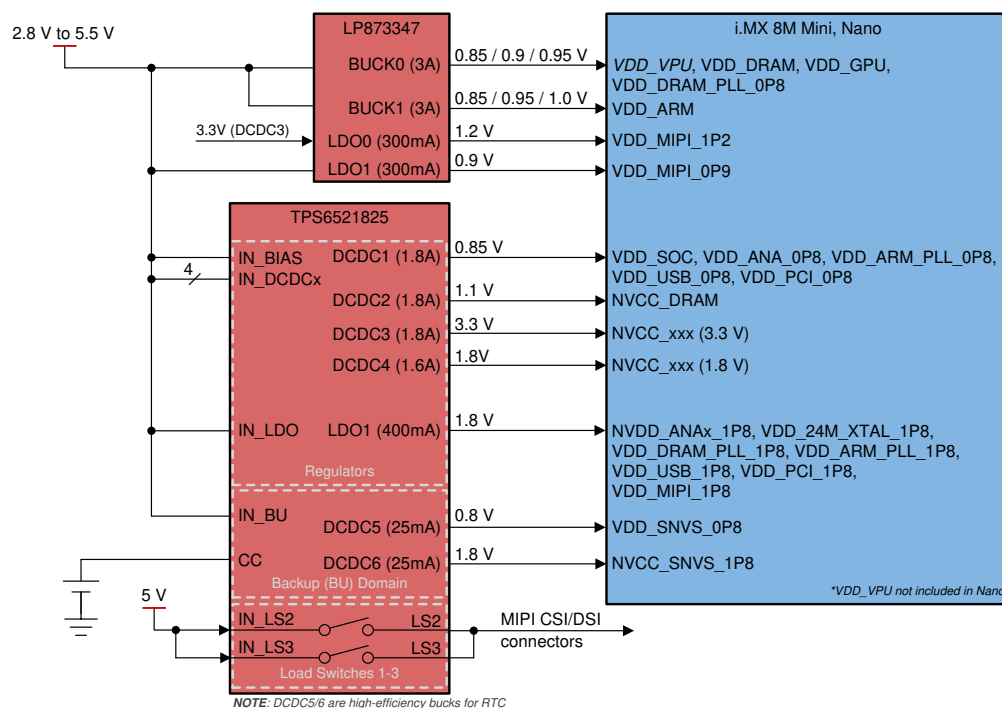 2.8 V to 5.5 V
LP873347
i.MX 8M Mini, Nano
BUCK0 (3A)
0.85 / 0.9 / 0.95 V
VDD_VPU, VDD_DRAM, VDD_GPU,
VDD_DRAM_PLL_0P8
BUCK1 (3A)
0.85 / 0.95 / 1.0 V
VDD_ARM
3.3V (DCDC3)
LDO0 (300mA)
1.2 V
VDD_MIPI_1P2
LDO1 (300mA)
0.9 V
VDD_MIPI_0P9
TPS6521825
IN_BIAS
DCDC1 (1.8A)
0.85 V
VDD_SOC, VDD_ANA_0P8, VDD_ARM_PLL_0P8,
VDD_USB_0P8, VDD_PCI_0P8
4
IN_DCDCx
DCDC2 (1.8A)
1.1 V
NVCC_DRAM
DCDC3 (1.8A)
3.3 V
NVCC_xxx (3.3 V)
DCDC4 (1.6A)
1.8V
NVCC_xxx (1.8 V)
IN_LDO
LDO1 (400mA)
1.8 V
NVDD_ANAx_1P8, VDD_24M_XTAL_1P8,
VDD_DRAM_PLL_1P8, VDD_ARM_PLL_1P8,
VDD_USB_1P8, VDD_PCI_1P8,
VDD_MIPI_1P8
Regulators
IN_BU
DCDC5 (25mA)
0.8 V
VDD_SNVS_0P8
CC
DCDC6 (25mA)
1.8 V
NVCC_SNVS_1P8
Backup (BU) Domain
*VDD_VPU not included in Nano
5 V
IN_LS2
LS2
MIPI CSI/DSI
connectors
IN_LS3
LS3
Load Switches 1-3
NOTE: DCDC5/6 are high-efficiency bucks for RTC